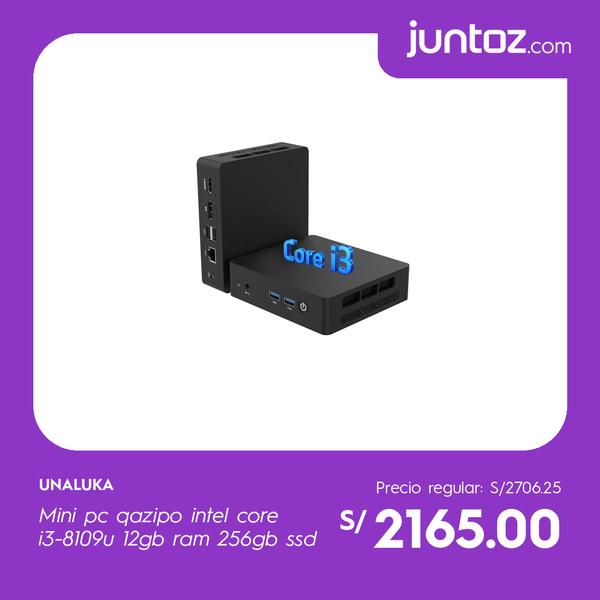 juntoz.com
Core i3
UNALUKA
Mini pc qazipo intel core
i3-8109u 12gb ram 256gb ssd
Precio regular: S/2706.25
S/ 2165.00